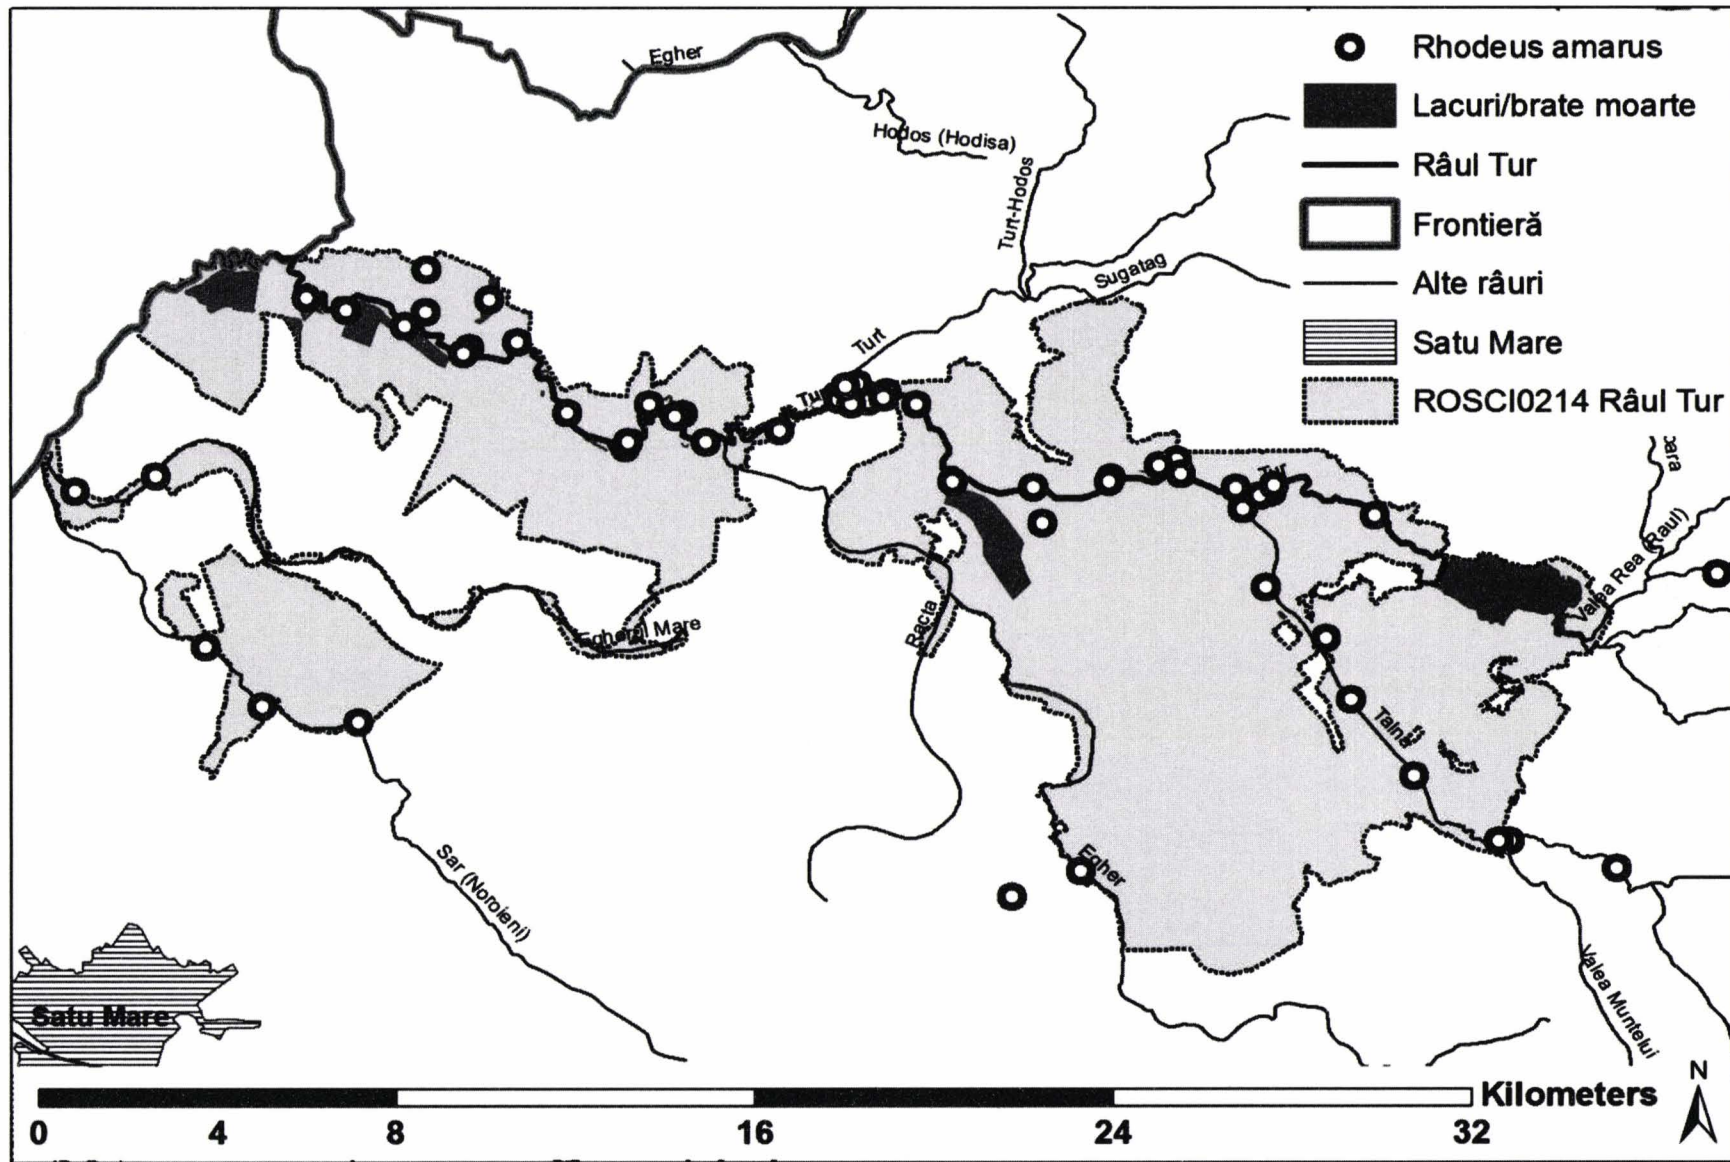 Rhodeus amarus
Lacuri/brate moarte
Râul Tur
Frontieră
Alte râuri
Satu Mare
ROSCI0214 Râul Tur
Egher
Hodos (Hodisa)
Turt-Hodos
Sugatag
Turt
Tur
Valea Rea (Raul)
Egherul Mare
Racta
Talna
Egher
Sar (Noroieni)
Valea Muntelui
Satu Mare
Kilometers
N
0 4 8 16 24 32